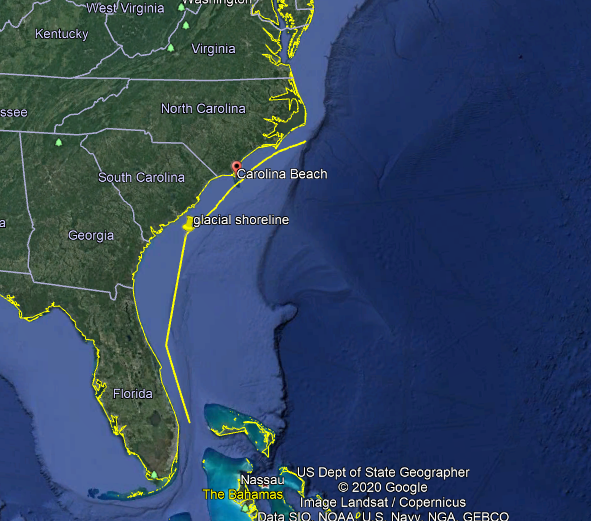 Washington
West Virginia
Kentucky
Virginia
ssee
North Carolina
Carolina Beach
South Carolina
a
glacial shoreline
Georgia
Florida
Nassau
The Bahamas
US Dept of State Geographer
© 2020 Google
Image Landsat / Copernicus
Data SIO, NOAA, U.S. Navy, NGA, GEBCO